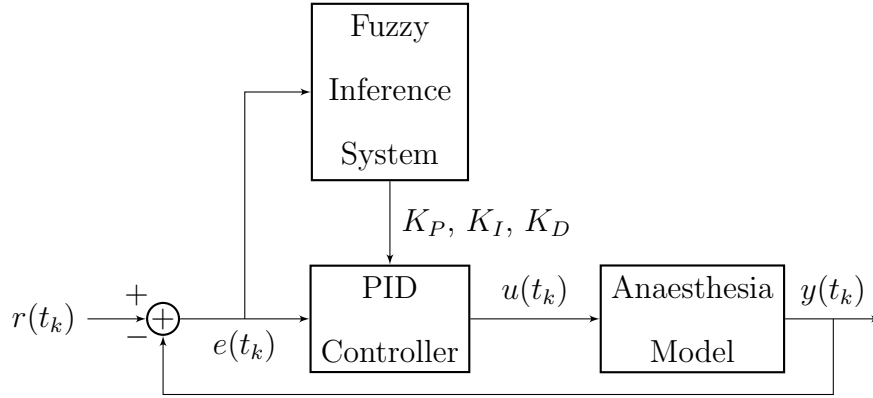 Fuzzy
Inference
System
K_P, K_I, K_D
r(t_k)
+
−
+
e(t_k)
PID
Controller
u(t_k)
Anaesthesia
Model
y(t_k)